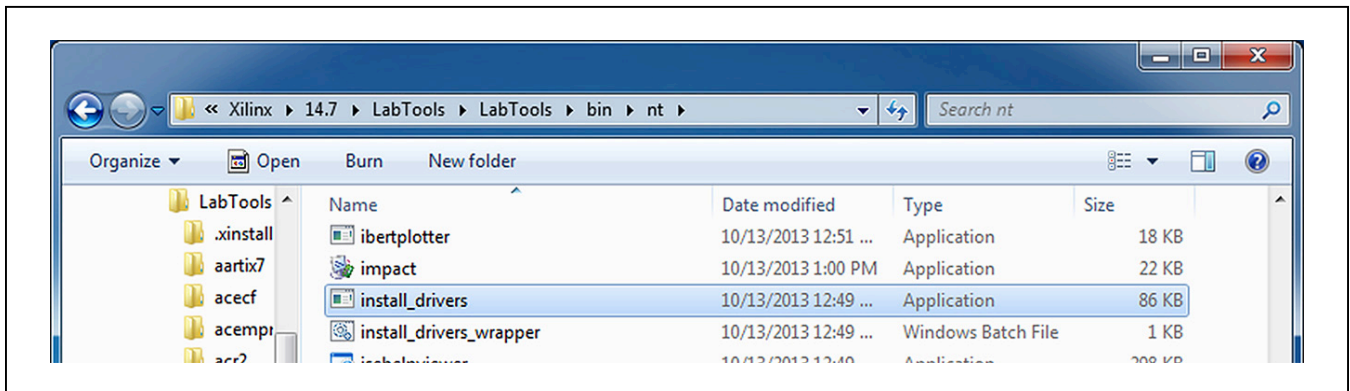 « Xilinx ▸ 14.7 ▸ LabTools ▸ LabTools ▸ bin ▸ nt ▸ Search nt
Organize Open Burn New folder
LabTools Name Date modified Type Size
.xinstall ibertplotter 10/13/2013 12:51 ... Application 18 KB
aartix7 impact 10/13/2013 1:00 PM Application 22 KB
acecf install_drivers 10/13/2013 12:49 ... Application 86 KB
acempr install_drivers_wrapper 10/13/2013 12:49 ... Windows Batch File 1 KB